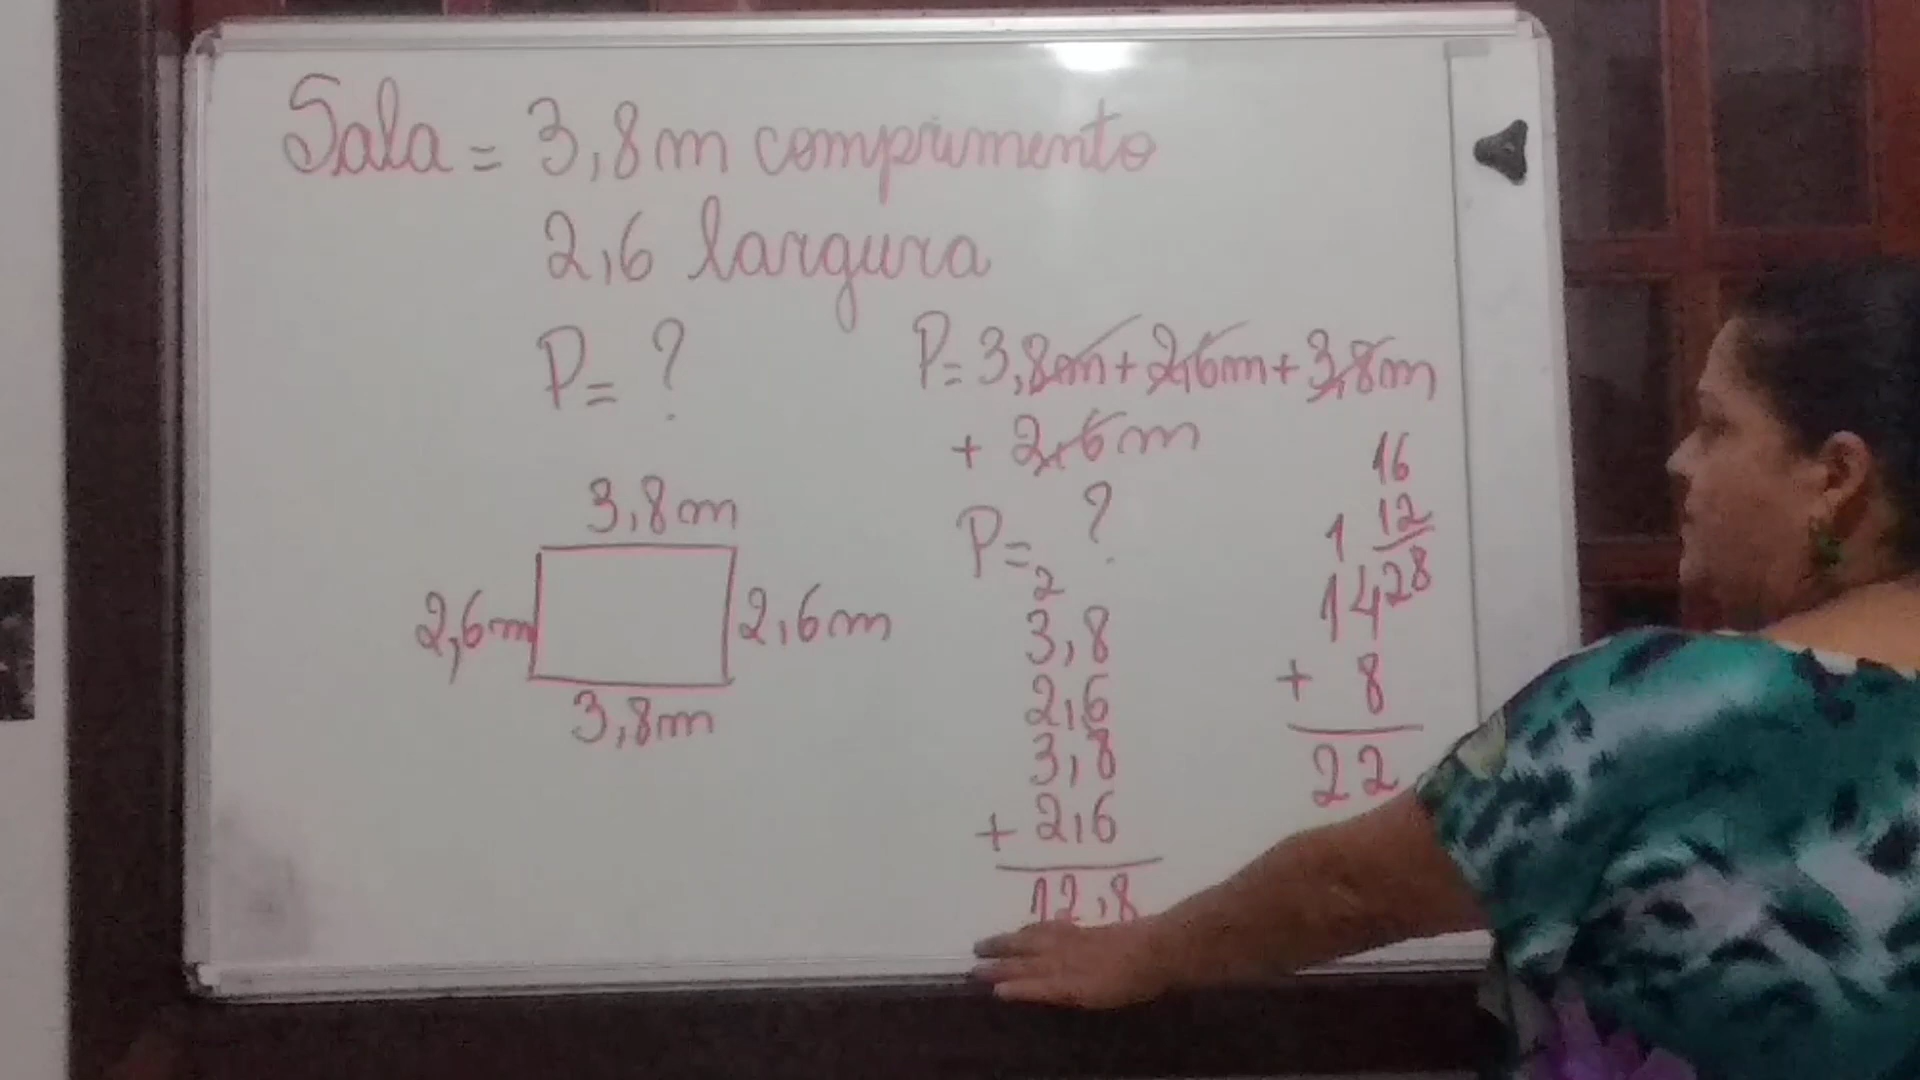 Sala = 3,8m comprimento
2,6 largura
P = ?
P = 3,8m + 2,6m + 3,8m
+ 2,6m
P = ?
3,8m
2,6m
2,6m
3,8m
2
3,8
2,6
3,8
+ 2,6
12,8
16
12
28
1
14
+ 8
22